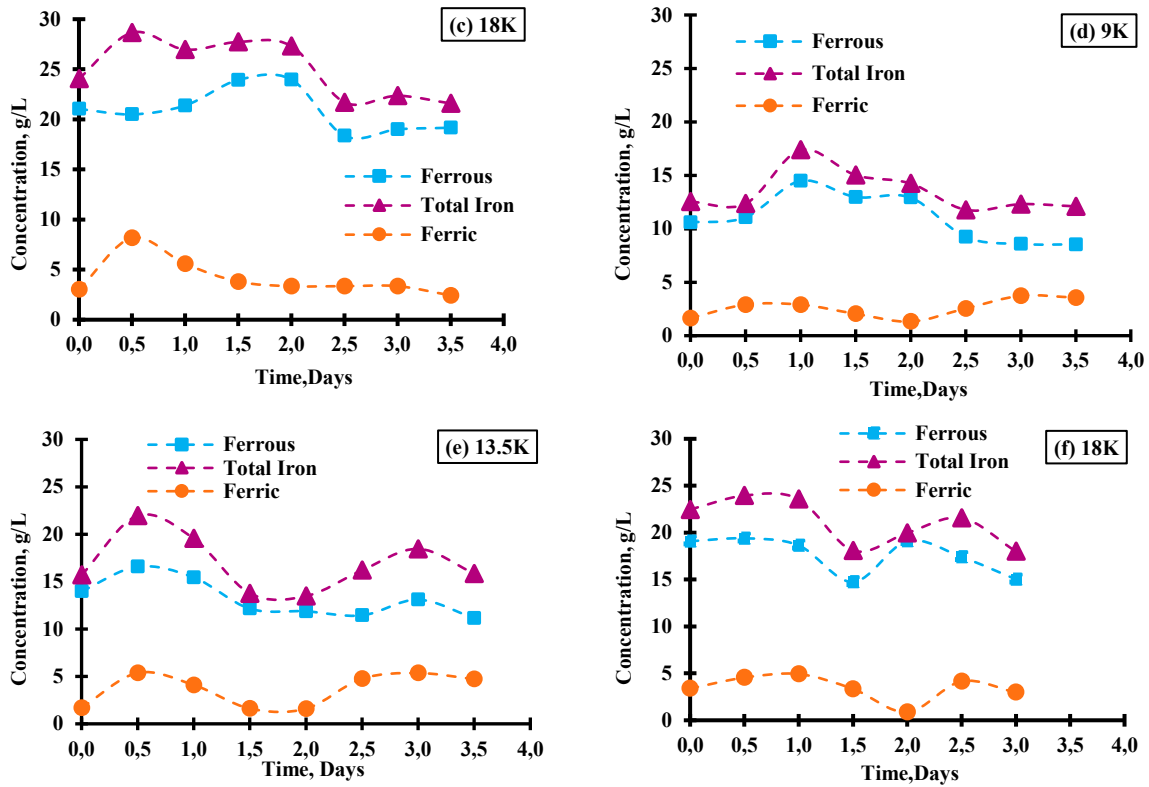 (c) 18K
Concentration, g/L
30
25
20
15
10
5
0
Ferrous
Total Iron
Ferric
0,0 0,5 1,0 1,5 2,0 2,5 3,0 3,5 4,0
Time,Days
(d) 9K
Concentration, g/L
30
25
20
15
10
5
0
Ferrous
Total Iron
Ferric
0,0 0,5 1,0 1,5 2,0 2,5 3,0 3,5 4,0
Time,Days
(e) 13.5K
Concentration, g/L
30
25
20
15
10
5
0
Ferrous
Total Iron
Ferric
0,0 0,5 1,0 1,5 2,0 2,5 3,0 3,5 4,0
Time, Days
(f) 18K
Concentration, g/L
30
25
20
15
10
5
0
Ferrous
Total Iron
Ferric
0,0 0,5 1,0 1,5 2,0 2,5 3,0 3,5 4,0
Time,Days